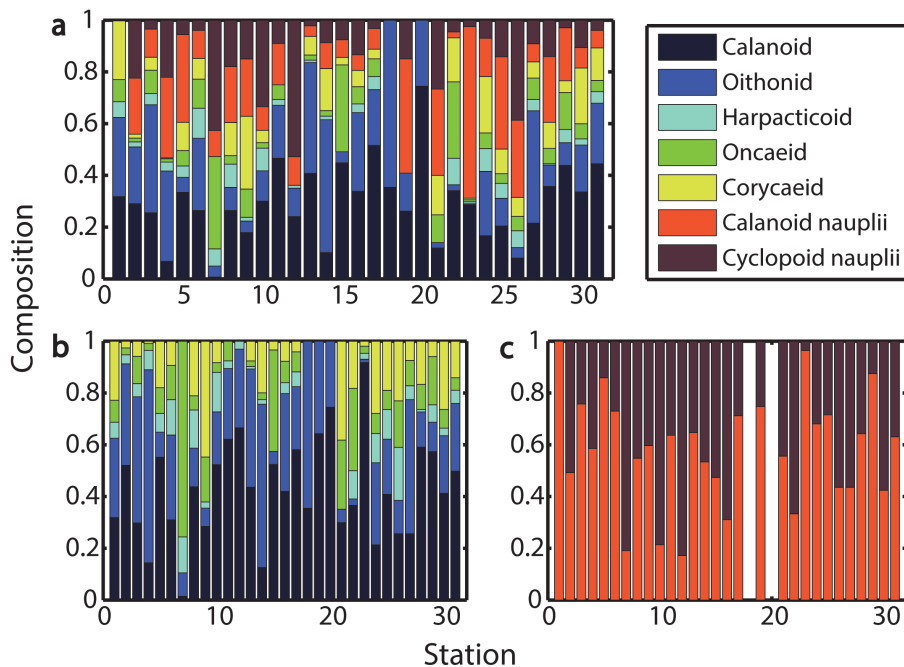 a
1
0.8
0.6
0.4
0.2
0
0
5
10
15
20
25
30
Calanoid
Oithonid
Harpacticoid
Oncaeid
Corycaeid
Calanoid nauplii
Cyclopoid nauplii
Composition
b
1
0.8
0.6
0.4
0.2
0
0
10
20
30
c
1
0.8
0.6
0.4
0.2
0
0
10
20
30
Station